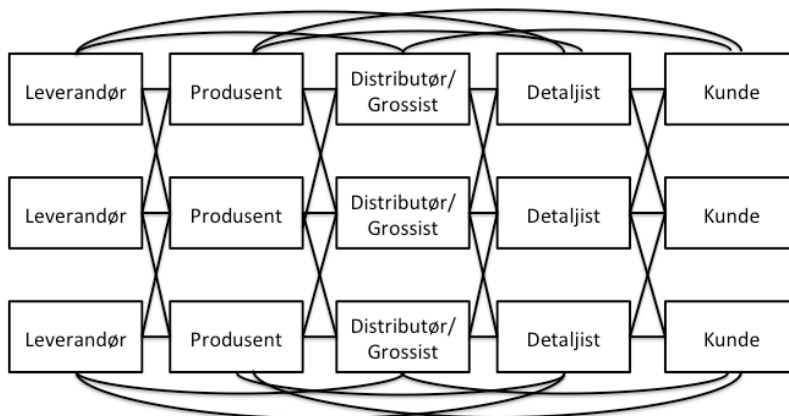 Leverandør
Produsent
Distributør/
Grossist
Detaljist
Kunde
Leverandør
Produsent
Distributør/
Grossist
Detaljist
Kunde
Leverandør
Produsent
Distributør/
Grossist
Detaljist
Kunde